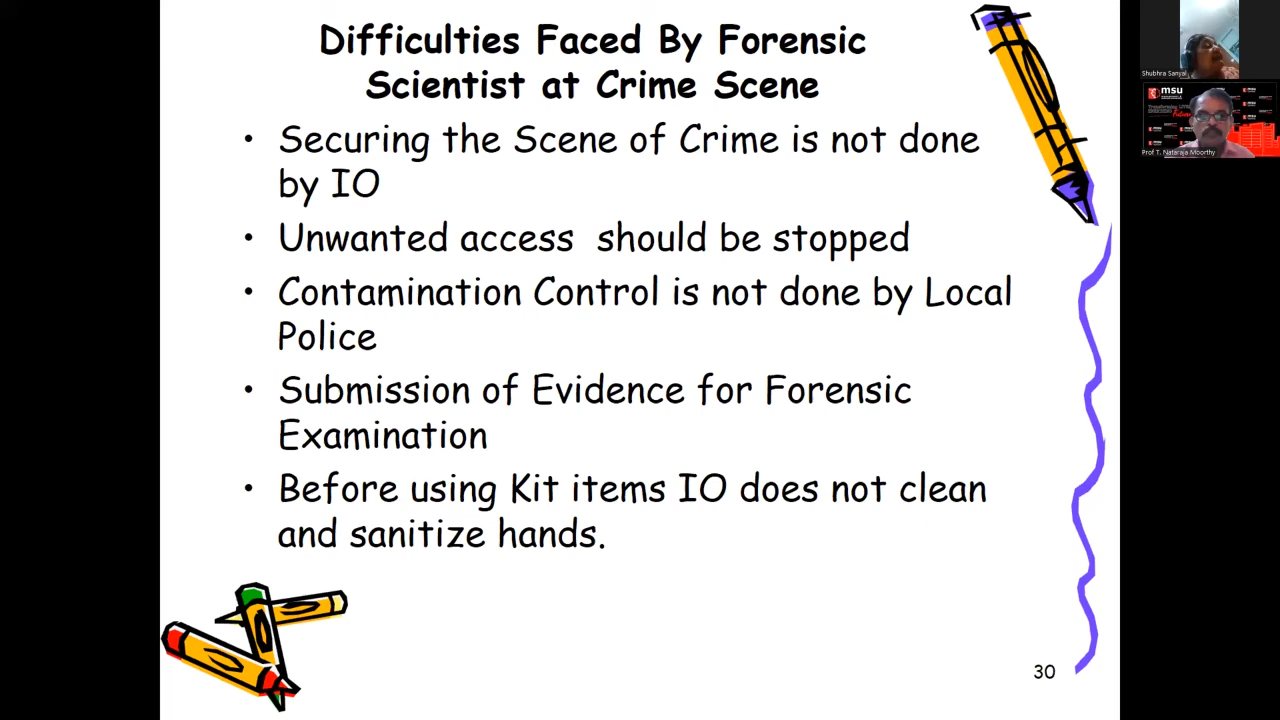 Difficulties Faced By Forensic
Scientist at Crime Scene
• Securing the Scene of Crime is not done
by IO
• Unwanted access should be stopped
• Contamination Control is not done by Local
Police
• Submission of Evidence for Forensic
Examination
• Before using Kit items IO does not clean
and sanitize hands.
30
Shubhra Sanyal
msu
Prof T. Nataraja Moorthy